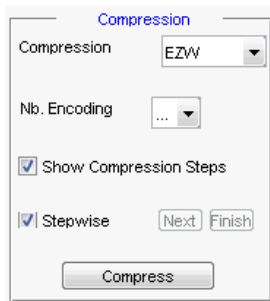 Compression
Compression EZW
Nb. Encoding ...
Show Compression Steps
Stepwise Next Finish
Compress